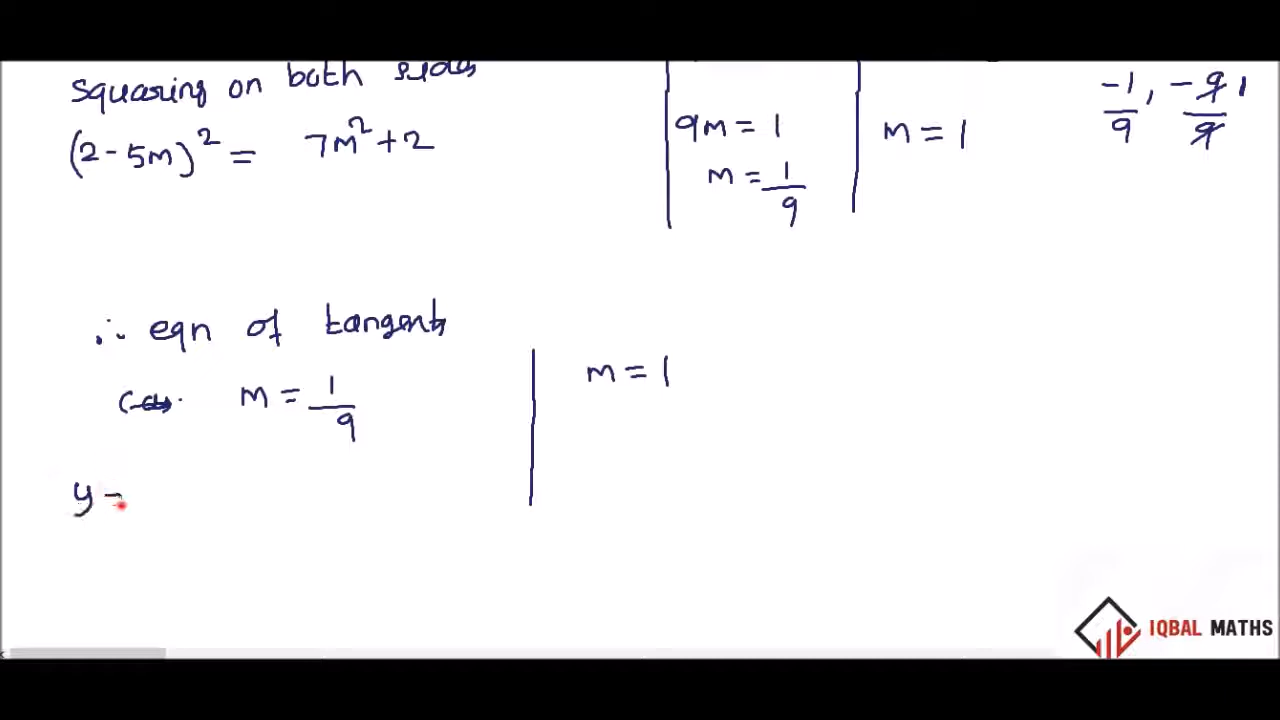 squaring on both sides
(2-5m)² = 7m²+2
9m = 1
m = 1/9
m = 1
-1/9, -9/9
∴ eqn of tangents
m = 1/9
m = 1
y -
IQBAL MATHS